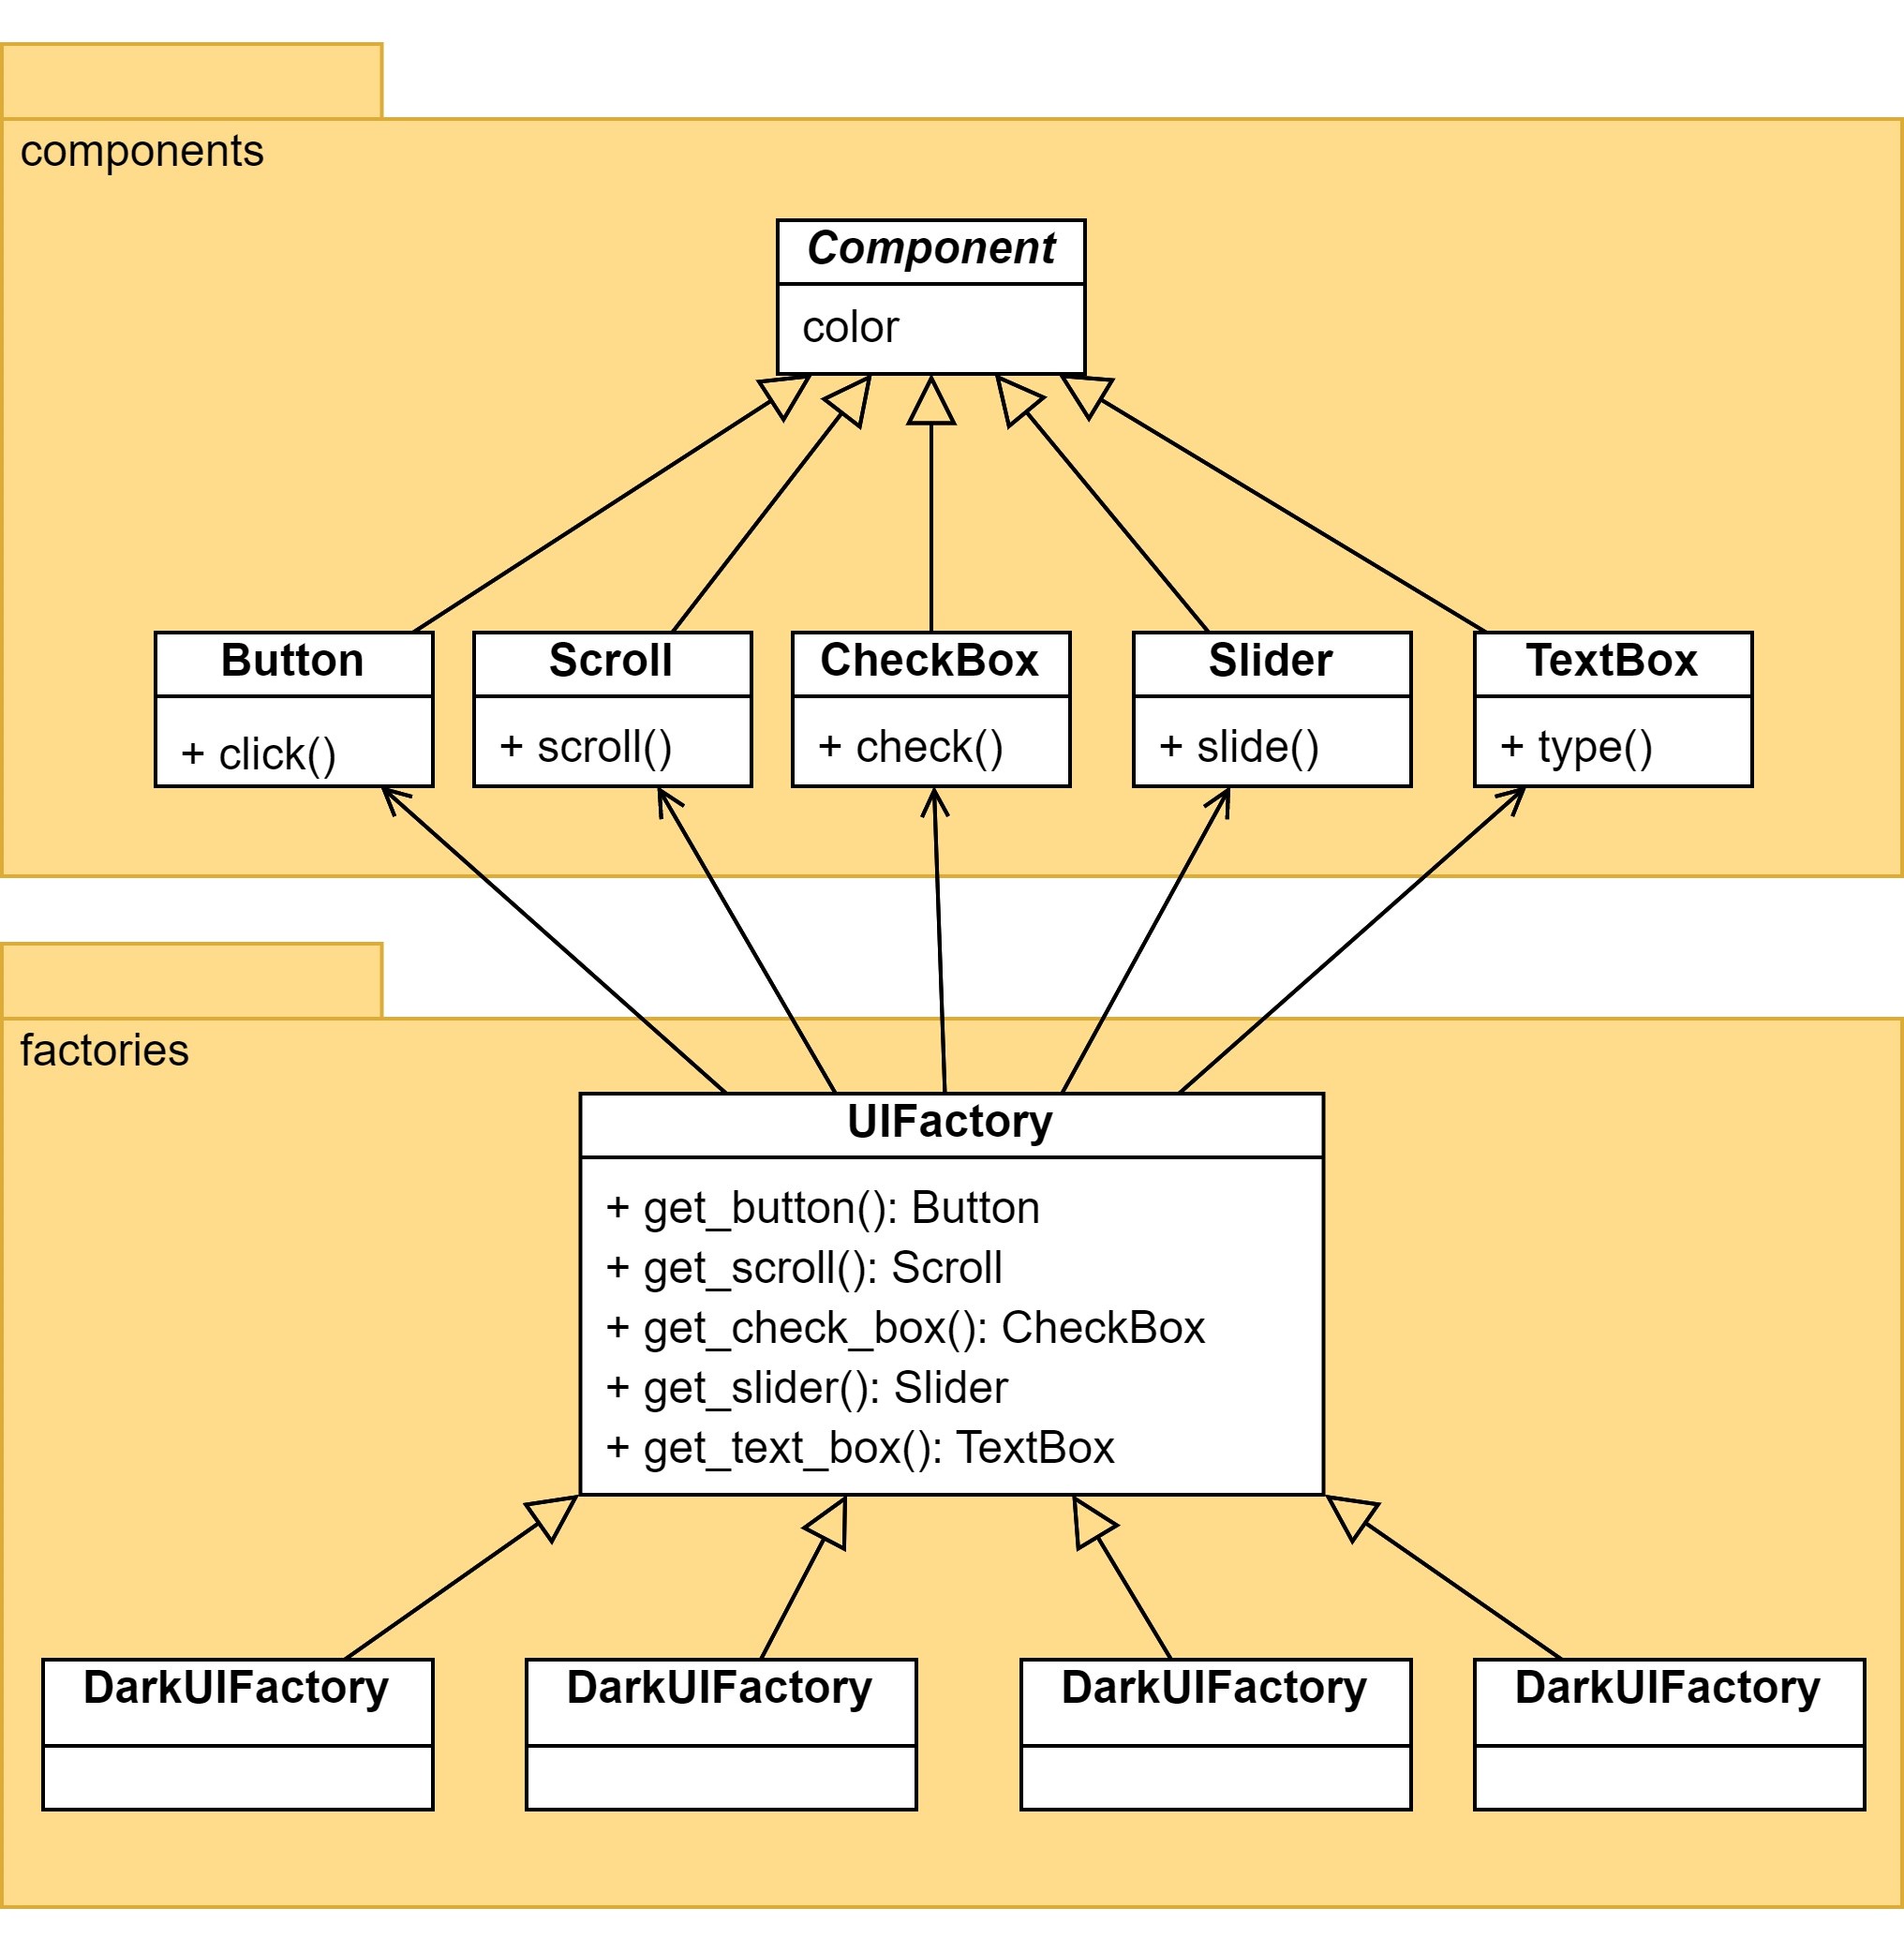 components
Component
color
Button
Scroll
CheckBox
Slider
TextBox
+ click()
+ scroll()
+ check()
+ slide()
+ type()
factories
UIFactory
+ get_button(): Button
+ get_scroll(): Scroll
+ get_check_box(): CheckBox
+ get_slider(): Slider
+ get_text_box(): TextBox
DarkUIFactory
DarkUIFactory
DarkUIFactory
DarkUIFactory